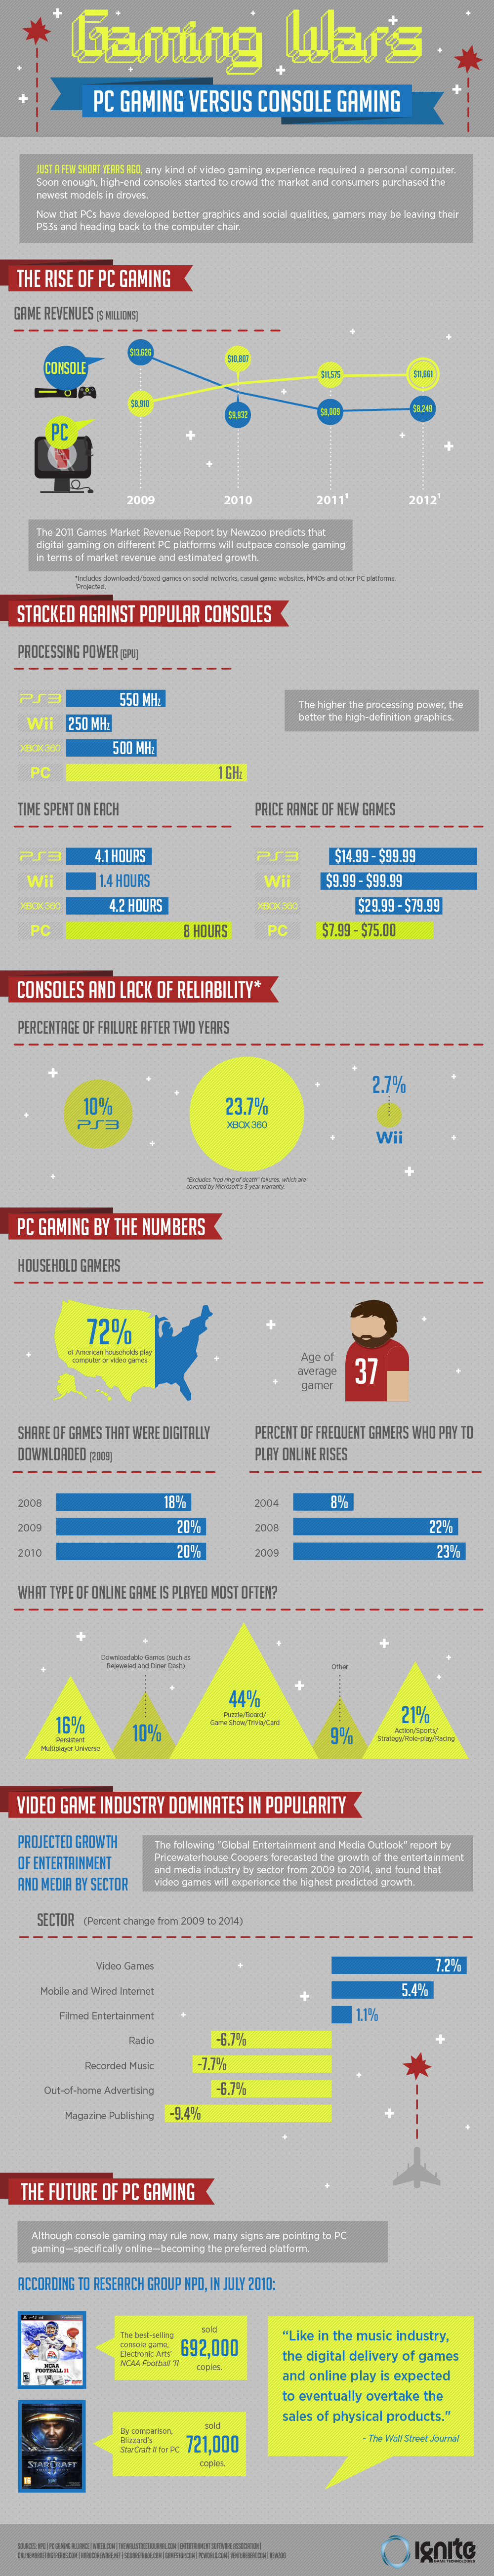 Gaming Wars
PC GAMING VERSUS CONSOLE GAMING
JUST A FEW SHORT YEARS AGO, any kind of video gaming experience required a personal computer.
Soon enough, high-end consoles started to crowd the market and consumers purchased the
newest models in droves.
Now that PCs have developed better graphics and social qualities, gamers may be leaving their
PS3s and heading back to the computer chair.
THE RISE OF PC GAMING
GAME REVENUES ($ MILLIONS)
CONSOLE
PC
$13,626
$10,807
$11,575
$11,661
$8,910
$9,932
$8,009
$8,249
2009
2010
2011¹
2012¹
The 2011 Games Market Revenue Report by Newzoo predicts that
digital gaming on different PC platforms will outpace console gaming
in terms of market revenue and estimated growth.
*Includes downloaded/boxed games on social networks, casual game websites, MMOs and other PC platforms.
¹Projected.
STACKED AGAINST POPULAR CONSOLES
PROCESSING POWER (GPU)
PS3 550 MHz
Wii 250 MHz
XBOX 360 500 MHz
PC 1 GHz
The higher the processing power, the
better the high-definition graphics.
TIME SPENT ON EACH
PS3 4.1 HOURS
Wii 1.4 HOURS
XBOX 360 4.2 HOURS
PC 8 HOURS
PRICE RANGE OF NEW GAMES
PS3 $14.99 - $99.99
Wii $9.99 - $99.99
XBOX 360 $29.99 - $79.99
PC $7.99 - $75.00
CONSOLES AND LACK OF RELIABILITY*
PERCENTAGE OF FAILURE AFTER TWO YEARS
10%
PS3
23.7%
XBOX 360
2.7%
Wii
*Excludes "red ring of death" failures, which are
covered by Microsoft's 3-year warranty.
PC GAMING BY THE NUMBERS
HOUSEHOLD GAMERS
72%
of American households play
computer or video games
Age of
average
gamer
37
SHARE OF GAMES THAT WERE DIGITALLY
DOWNLOADED (2009)
2008 18%
2009 20%
2010 20%
PERCENT OF FREQUENT GAMERS WHO PAY TO
PLAY ONLINE RISES
2004 8%
2008 22%
2009 23%
WHAT TYPE OF ONLINE GAME IS PLAYED MOST OFTEN?
16%
Persistent
Multiplayer Universe
Downloadable Games (such as
Bejeweled and Diner Dash)
10%
44%
Puzzle/Board/
Game Show/Trivia/Card
Other
9%
21%
Action/Sports/
Strategy/Role-play/Racing
VIDEO GAME INDUSTRY DOMINATES IN POPULARITY
PROJECTED GROWTH
OF ENTERTAINMENT
AND MEDIA BY SECTOR
The following "Global Entertainment and Media Outlook" report by
Pricewaterhouse Coopers forecasted the growth of the entertainment
and media industry by sector from 2009 to 2014, and found that
video games will experience the highest predicted growth.
SECTOR (Percent change from 2009 to 2014)
Video Games 7.2%
Mobile and Wired Internet 5.4%
Filmed Entertainment 1.1%
Radio -6.7%
Recorded Music -7.7%
Out-of-home Advertising -6.7%
Magazine Publishing -9.4%
THE FUTURE OF PC GAMING
Although console gaming may rule now, many signs are pointing to PC
gaming—specifically online—becoming the preferred platform.
ACCORDING TO RESEARCH GROUP NPD, IN JULY 2010:
NCAA
FOOTBALL 11
The best-selling
console game,
Electronic Arts'
NCAA Football '11
sold
692,000
copies.
STARCRAFT
By comparison,
Blizzard's
StarCraft II for PC
sold
721,000
copies.
"Like in the music industry,
the digital delivery of games
and online play is expected
to eventually overtake the
sales of physical products."
- The Wall Street Journal
SOURCES: NPD | PC GAMING ALLIANCE | WIRED.COM | THEWALLSTREETJOURNAL.COM | ENTERTAINMENT SOFTWARE ASSOCIATION |
ONLINEMARKETINGTRENDS.COM | HARDCOREWARE.NET | SQUARETRADE.COM | GAMESTOP.COM | PCWORLD.COM | VENTUREBEAT.COM | NEWZOO
ignite
GAME TECHNOLOGIES